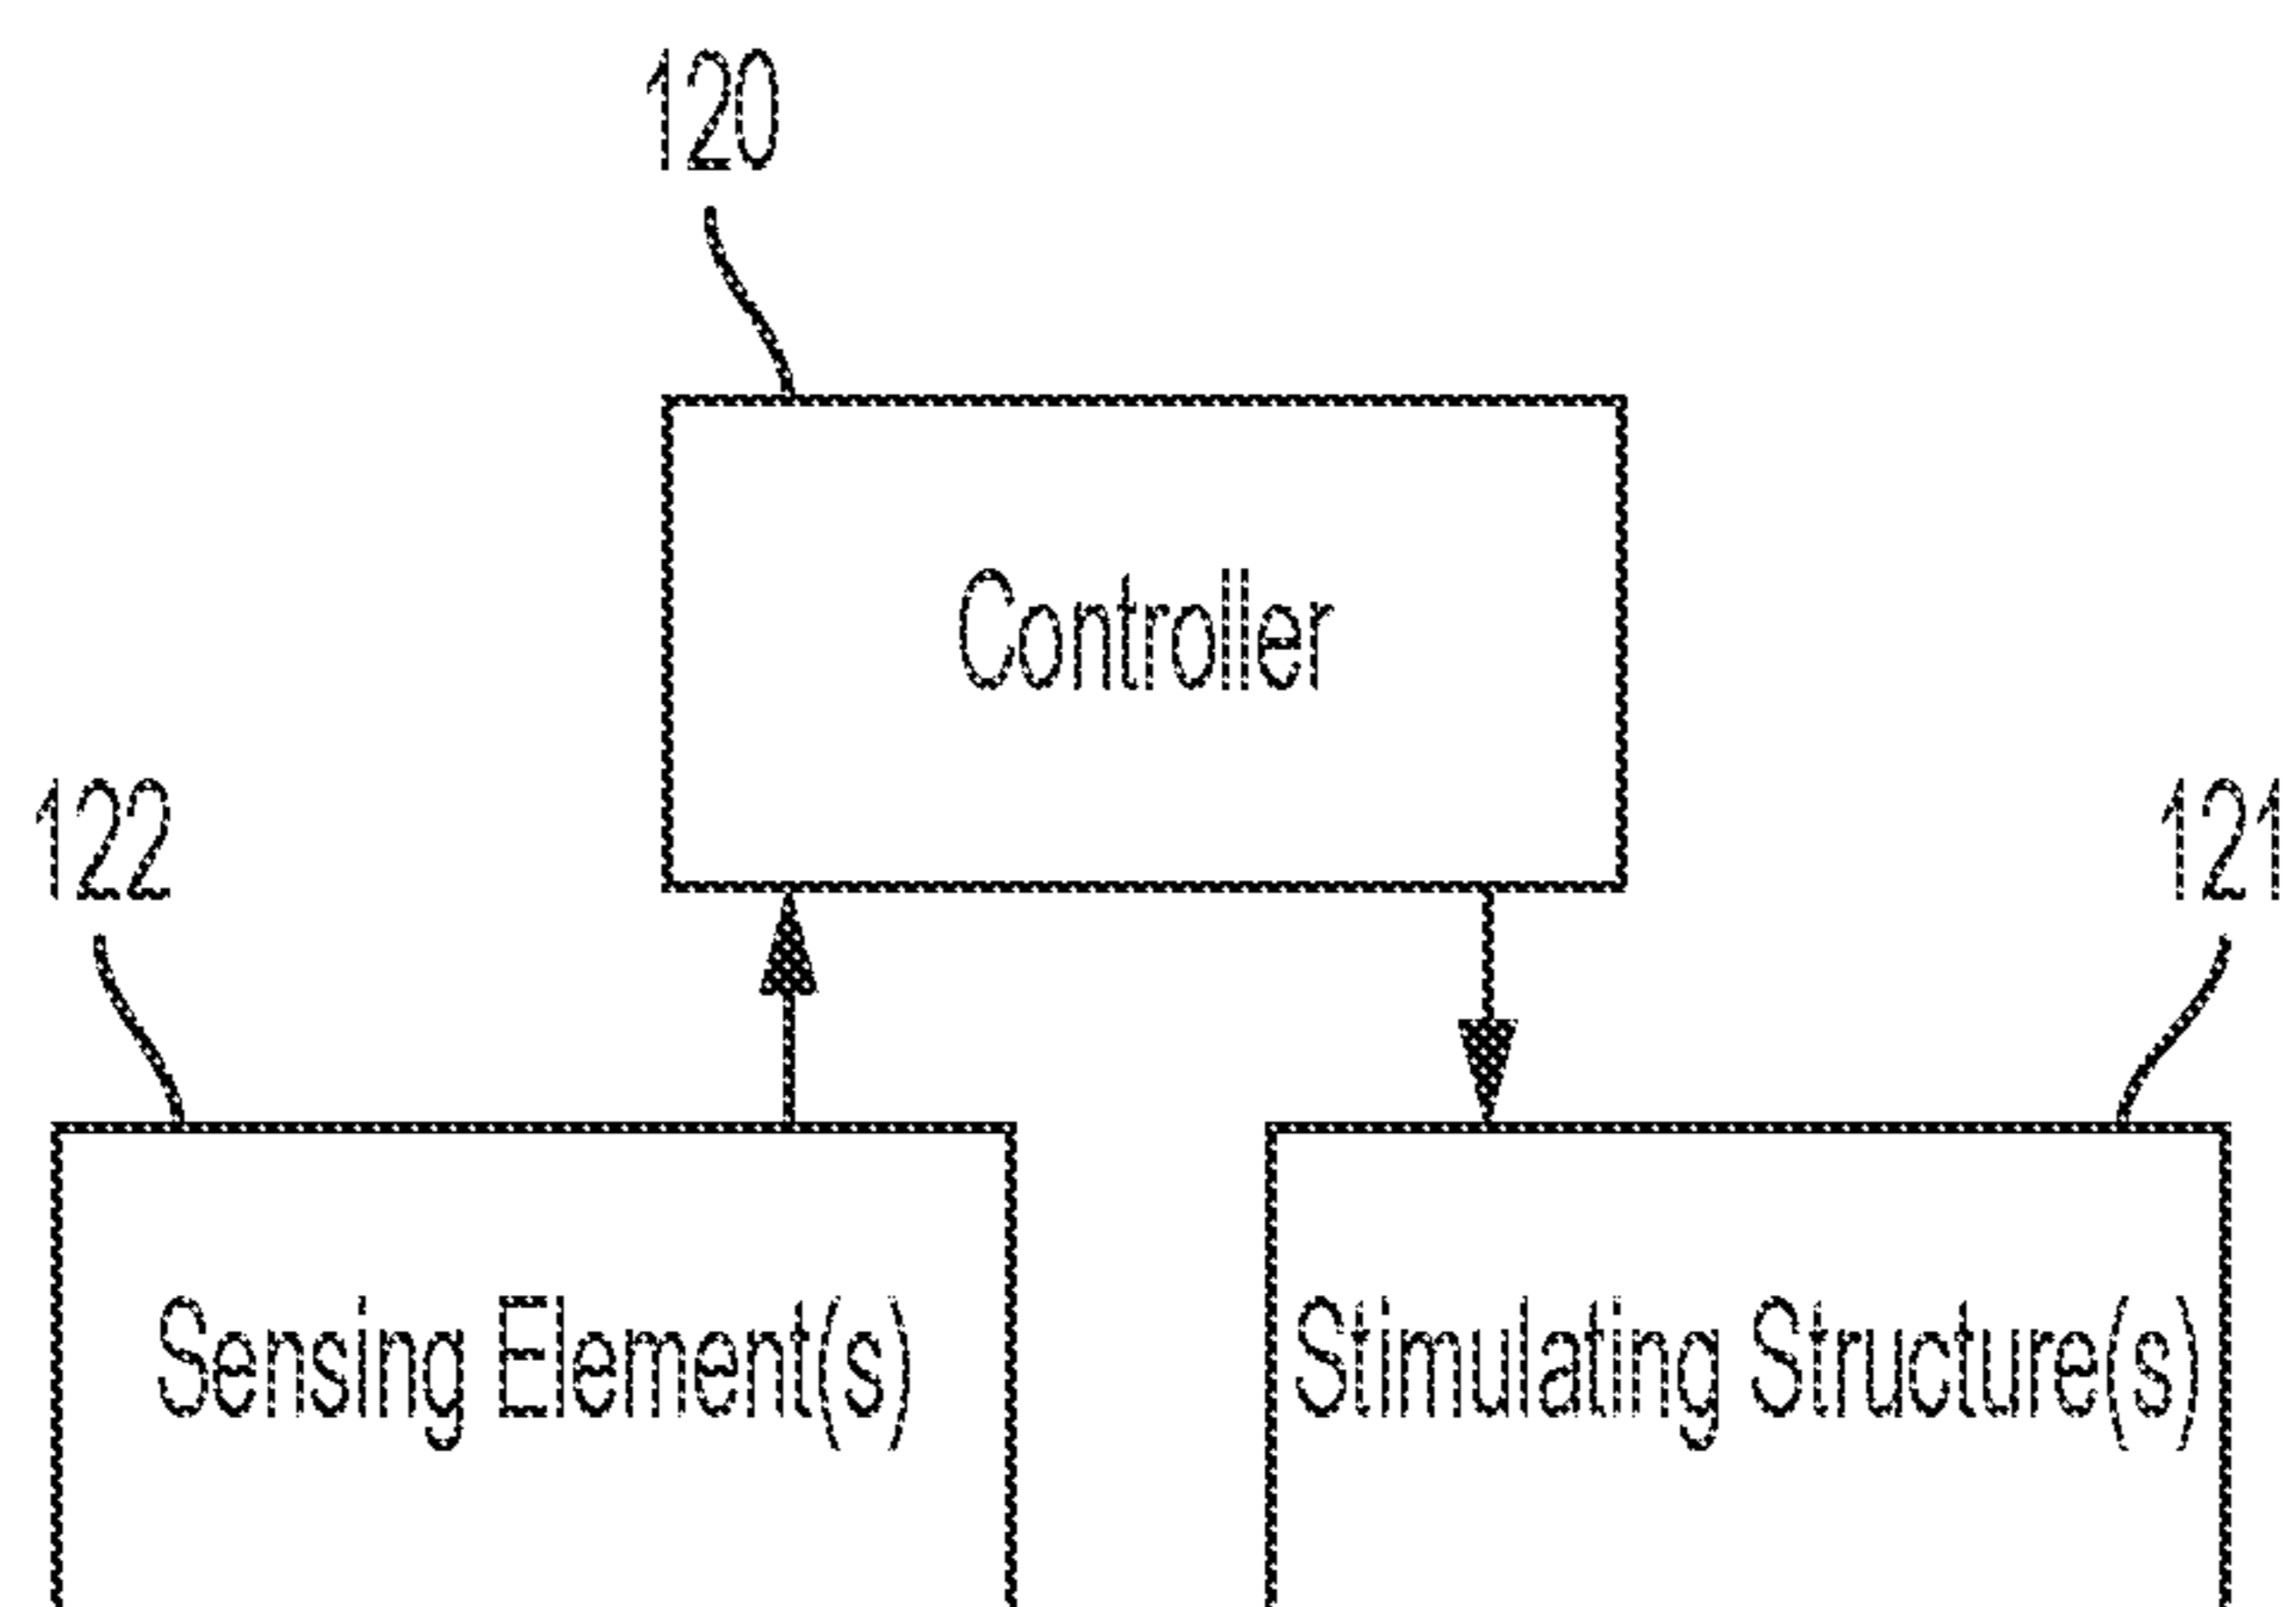 120
Controller
122
121
Sensing Element(s)
Stimulating Structure(s)